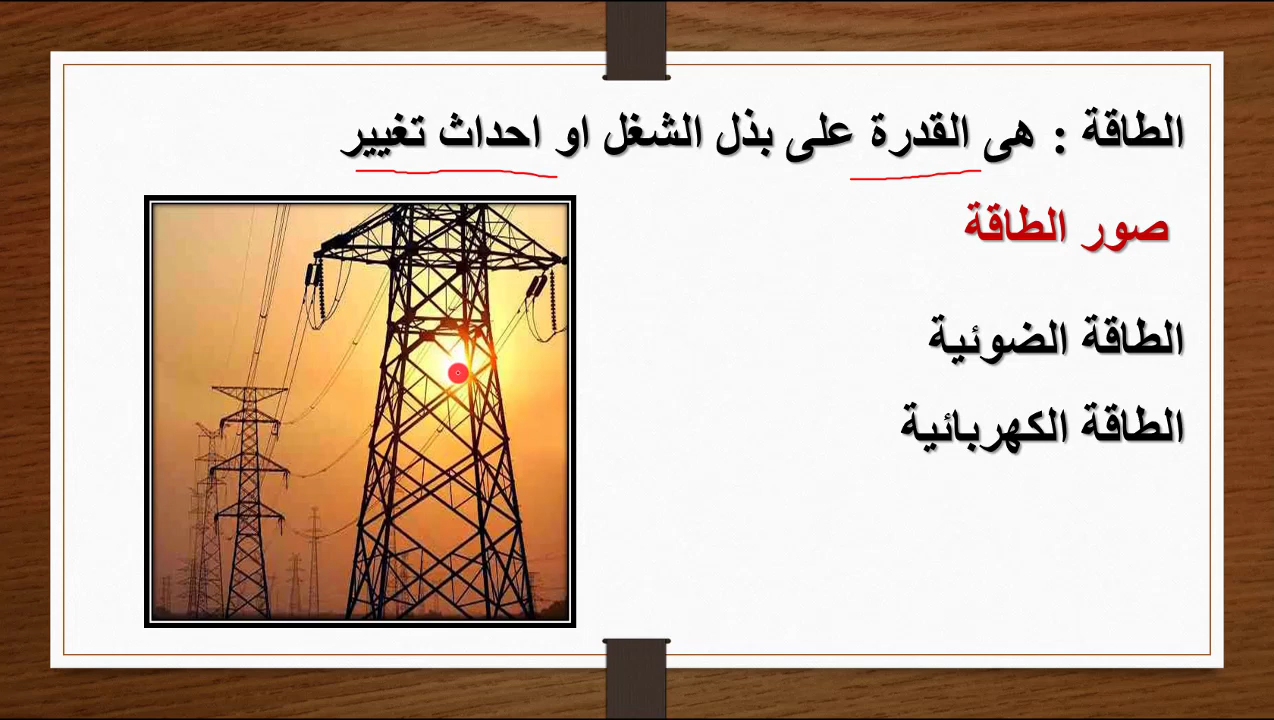 الطاقة : هى القدرة على بذل الشغل او احداث تغيير
صور الطاقة
الطاقة الضوئية
الطاقة الكهربائية